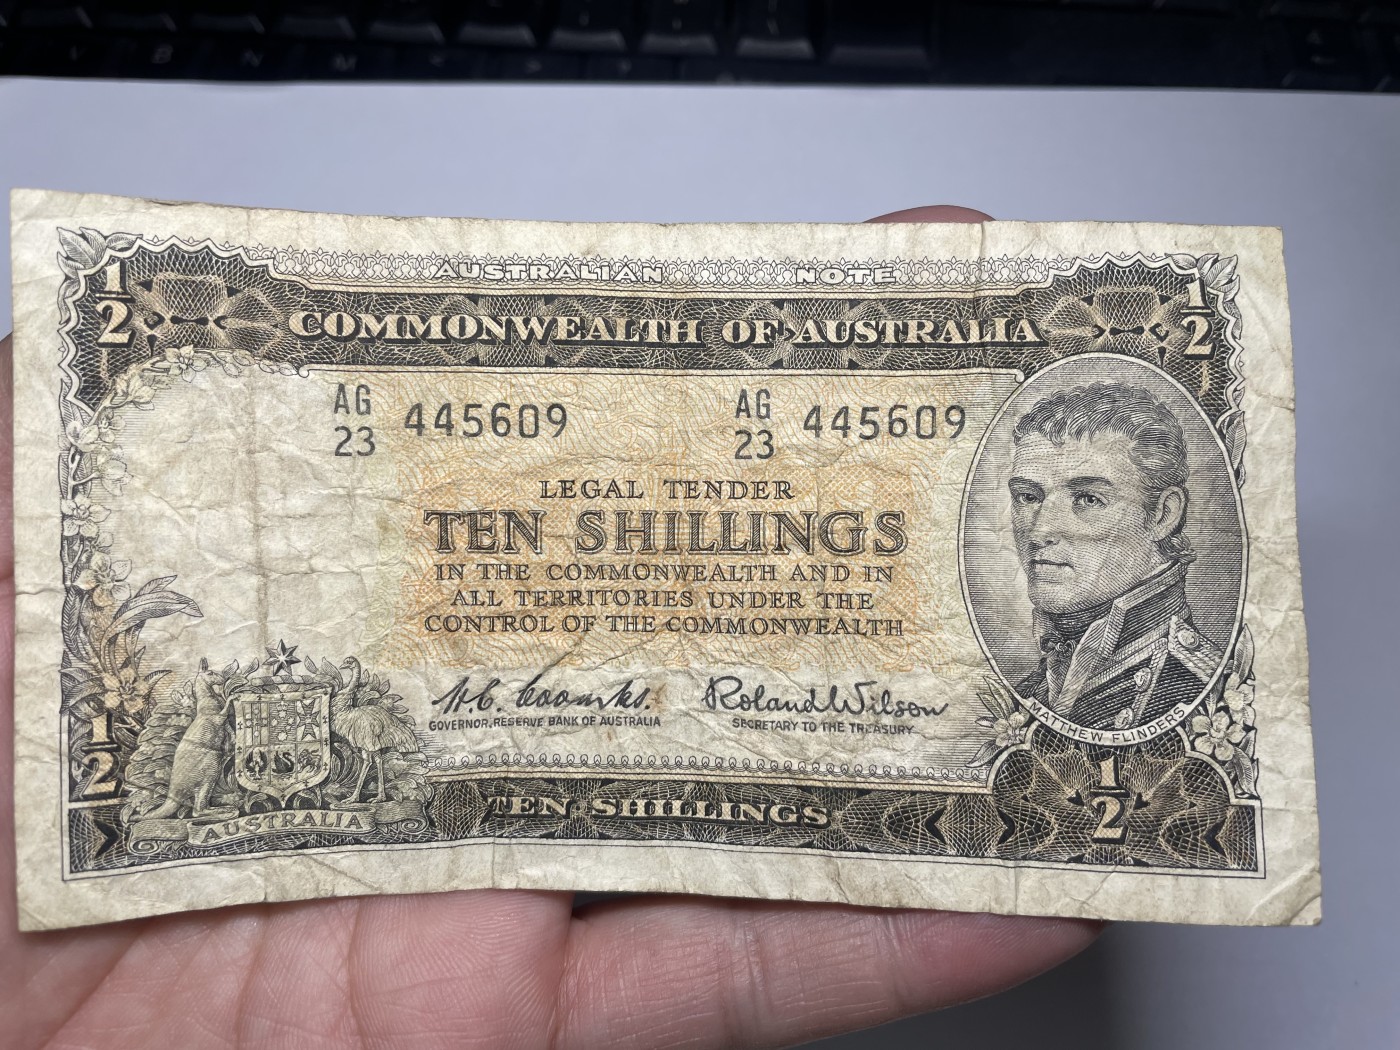 AUSTRALIAN NOTE
1/2
1/2
COMMONWEALTH OF AUSTRALIA
AG 23 445609
AG 23 445609
LEGAL TENDER
TEN SHILLINGS
IN THE COMMONWEALTH AND IN
ALL TERRITORIES UNDER THE
CONTROL OF THE COMMONWEALTH
H.C. Coombs.
Roland Wilson
GOVERNOR, RESERVE BANK OF AUSTRALIA
SECRETARY TO THE TREASURY
MATTHEW FLINDERS
1/2
1/2
AUSTRALIA
TEN SHILLINGS